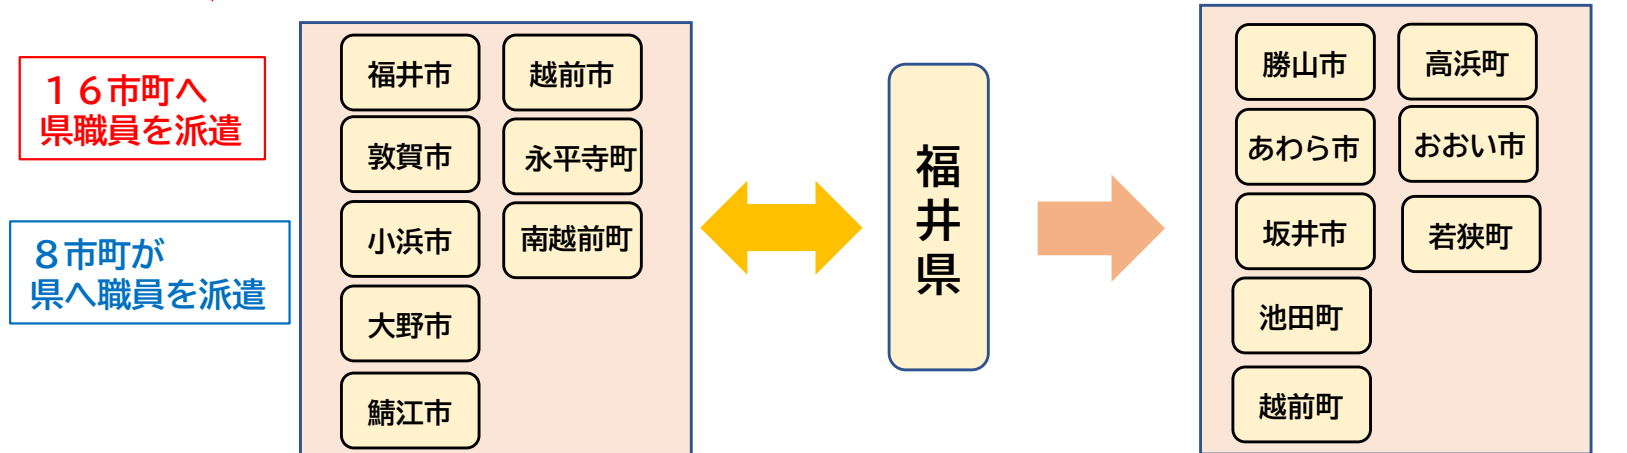 １６市町へ
県職員を派遣
８市町が
県へ職員を派遣
福井市
越前市
敦賀市
永平寺町
小浜市
南越前町
大野市
鯖江市
福井県
勝山市
高浜町
あわら市
おおい市
坂井市
若狭町
池田町
越前町